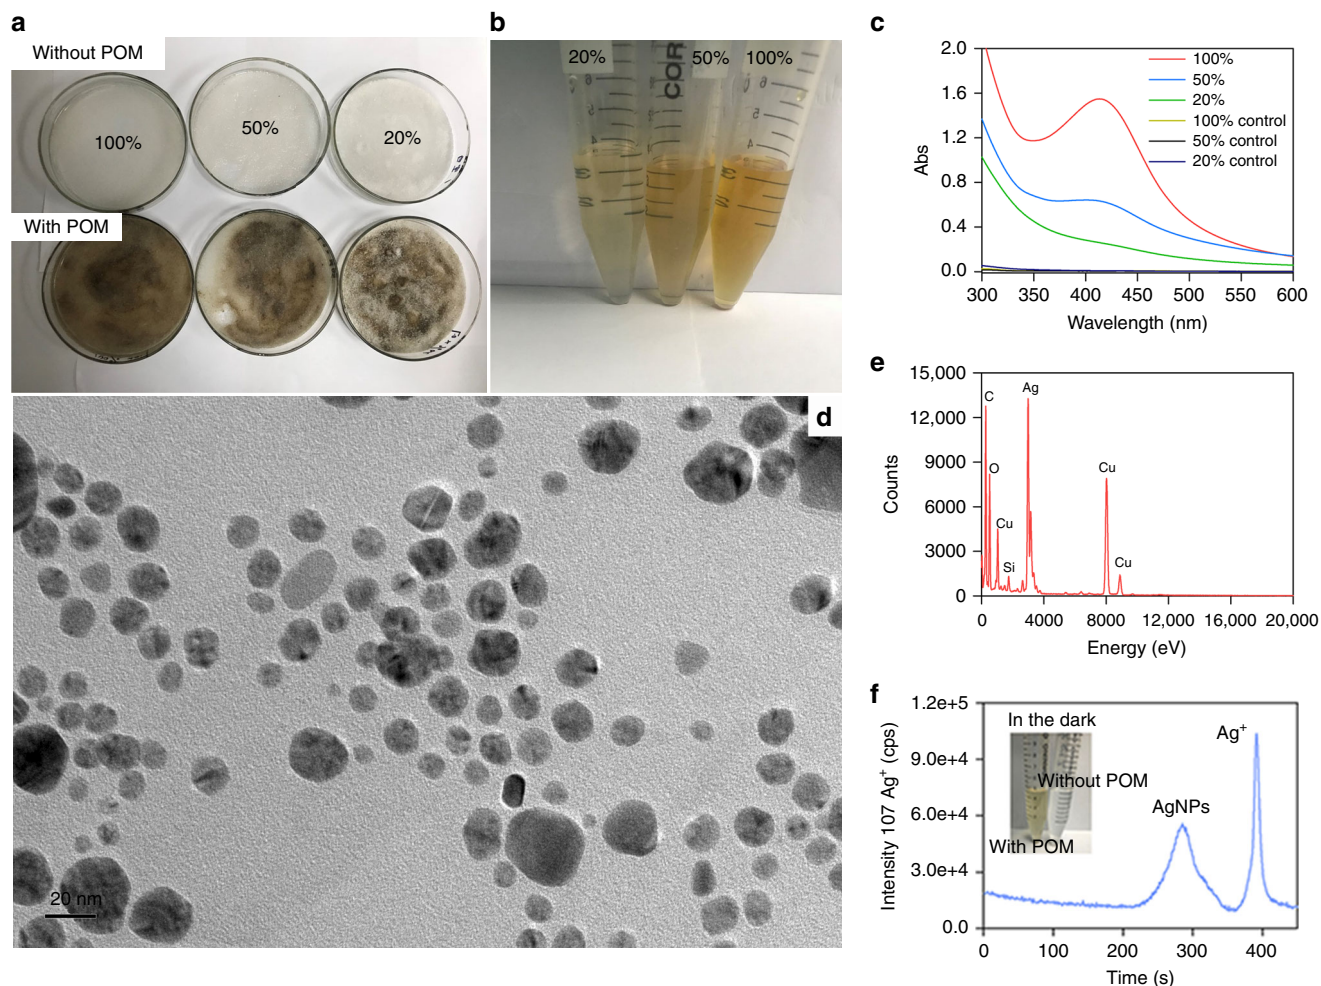 a
Without POM
100%
50%
20%
With POM
b
20%
50%
100%
COR
c
Abs
2.0
1.6
1.2
0.8
0.4
0.0
300
350
400
450
500
550
600
Wavelength (nm)
100%
50%
20%
100% control
50% control
20% control
d
20 nm
e
Counts
15,000
12,000
9000
6000
3000
0
C
O
Cu
Si
Ag
Cu
Cu
0
4000
8000
12,000
16,000
20,000
Energy (eV)
f
Intensity 107 Ag⁺ (cps)
1.2e+5
9.0e+4
6.0e+4
3.0e+4
0.0
In the dark
Without POM
With POM
AgNPs
Ag⁺
0
100
200
300
400
Time (s)